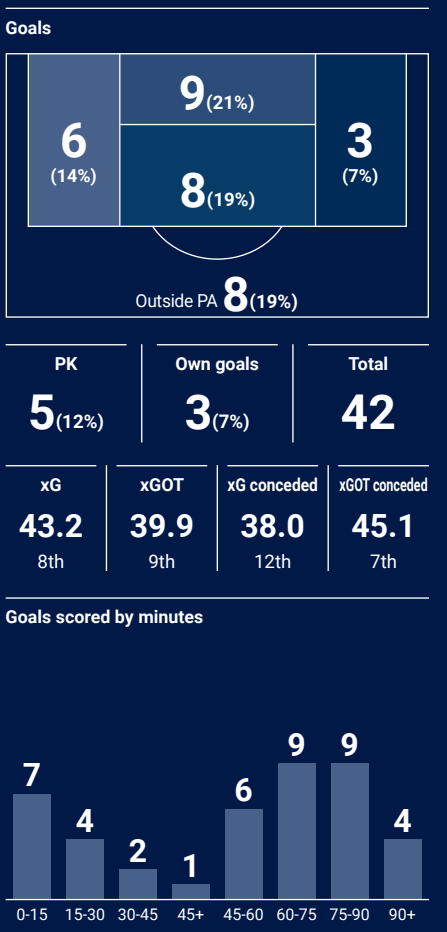 Goals
9(21%)
6
(14%)
3
(7%)
8(19%)
Outside PA 8(19%)
PK
Own goals
Total
5(12%)
3(7%)
42
xG
xGOT
xG conceded
xGOT conceded
43.2
39.9
38.0
45.1
8th
9th
12th
7th
Goals scored by minutes
7
4
2
1
6
9
9
4
0-15
15-30
30-45
45+
45-60
60-75
75-90
90+